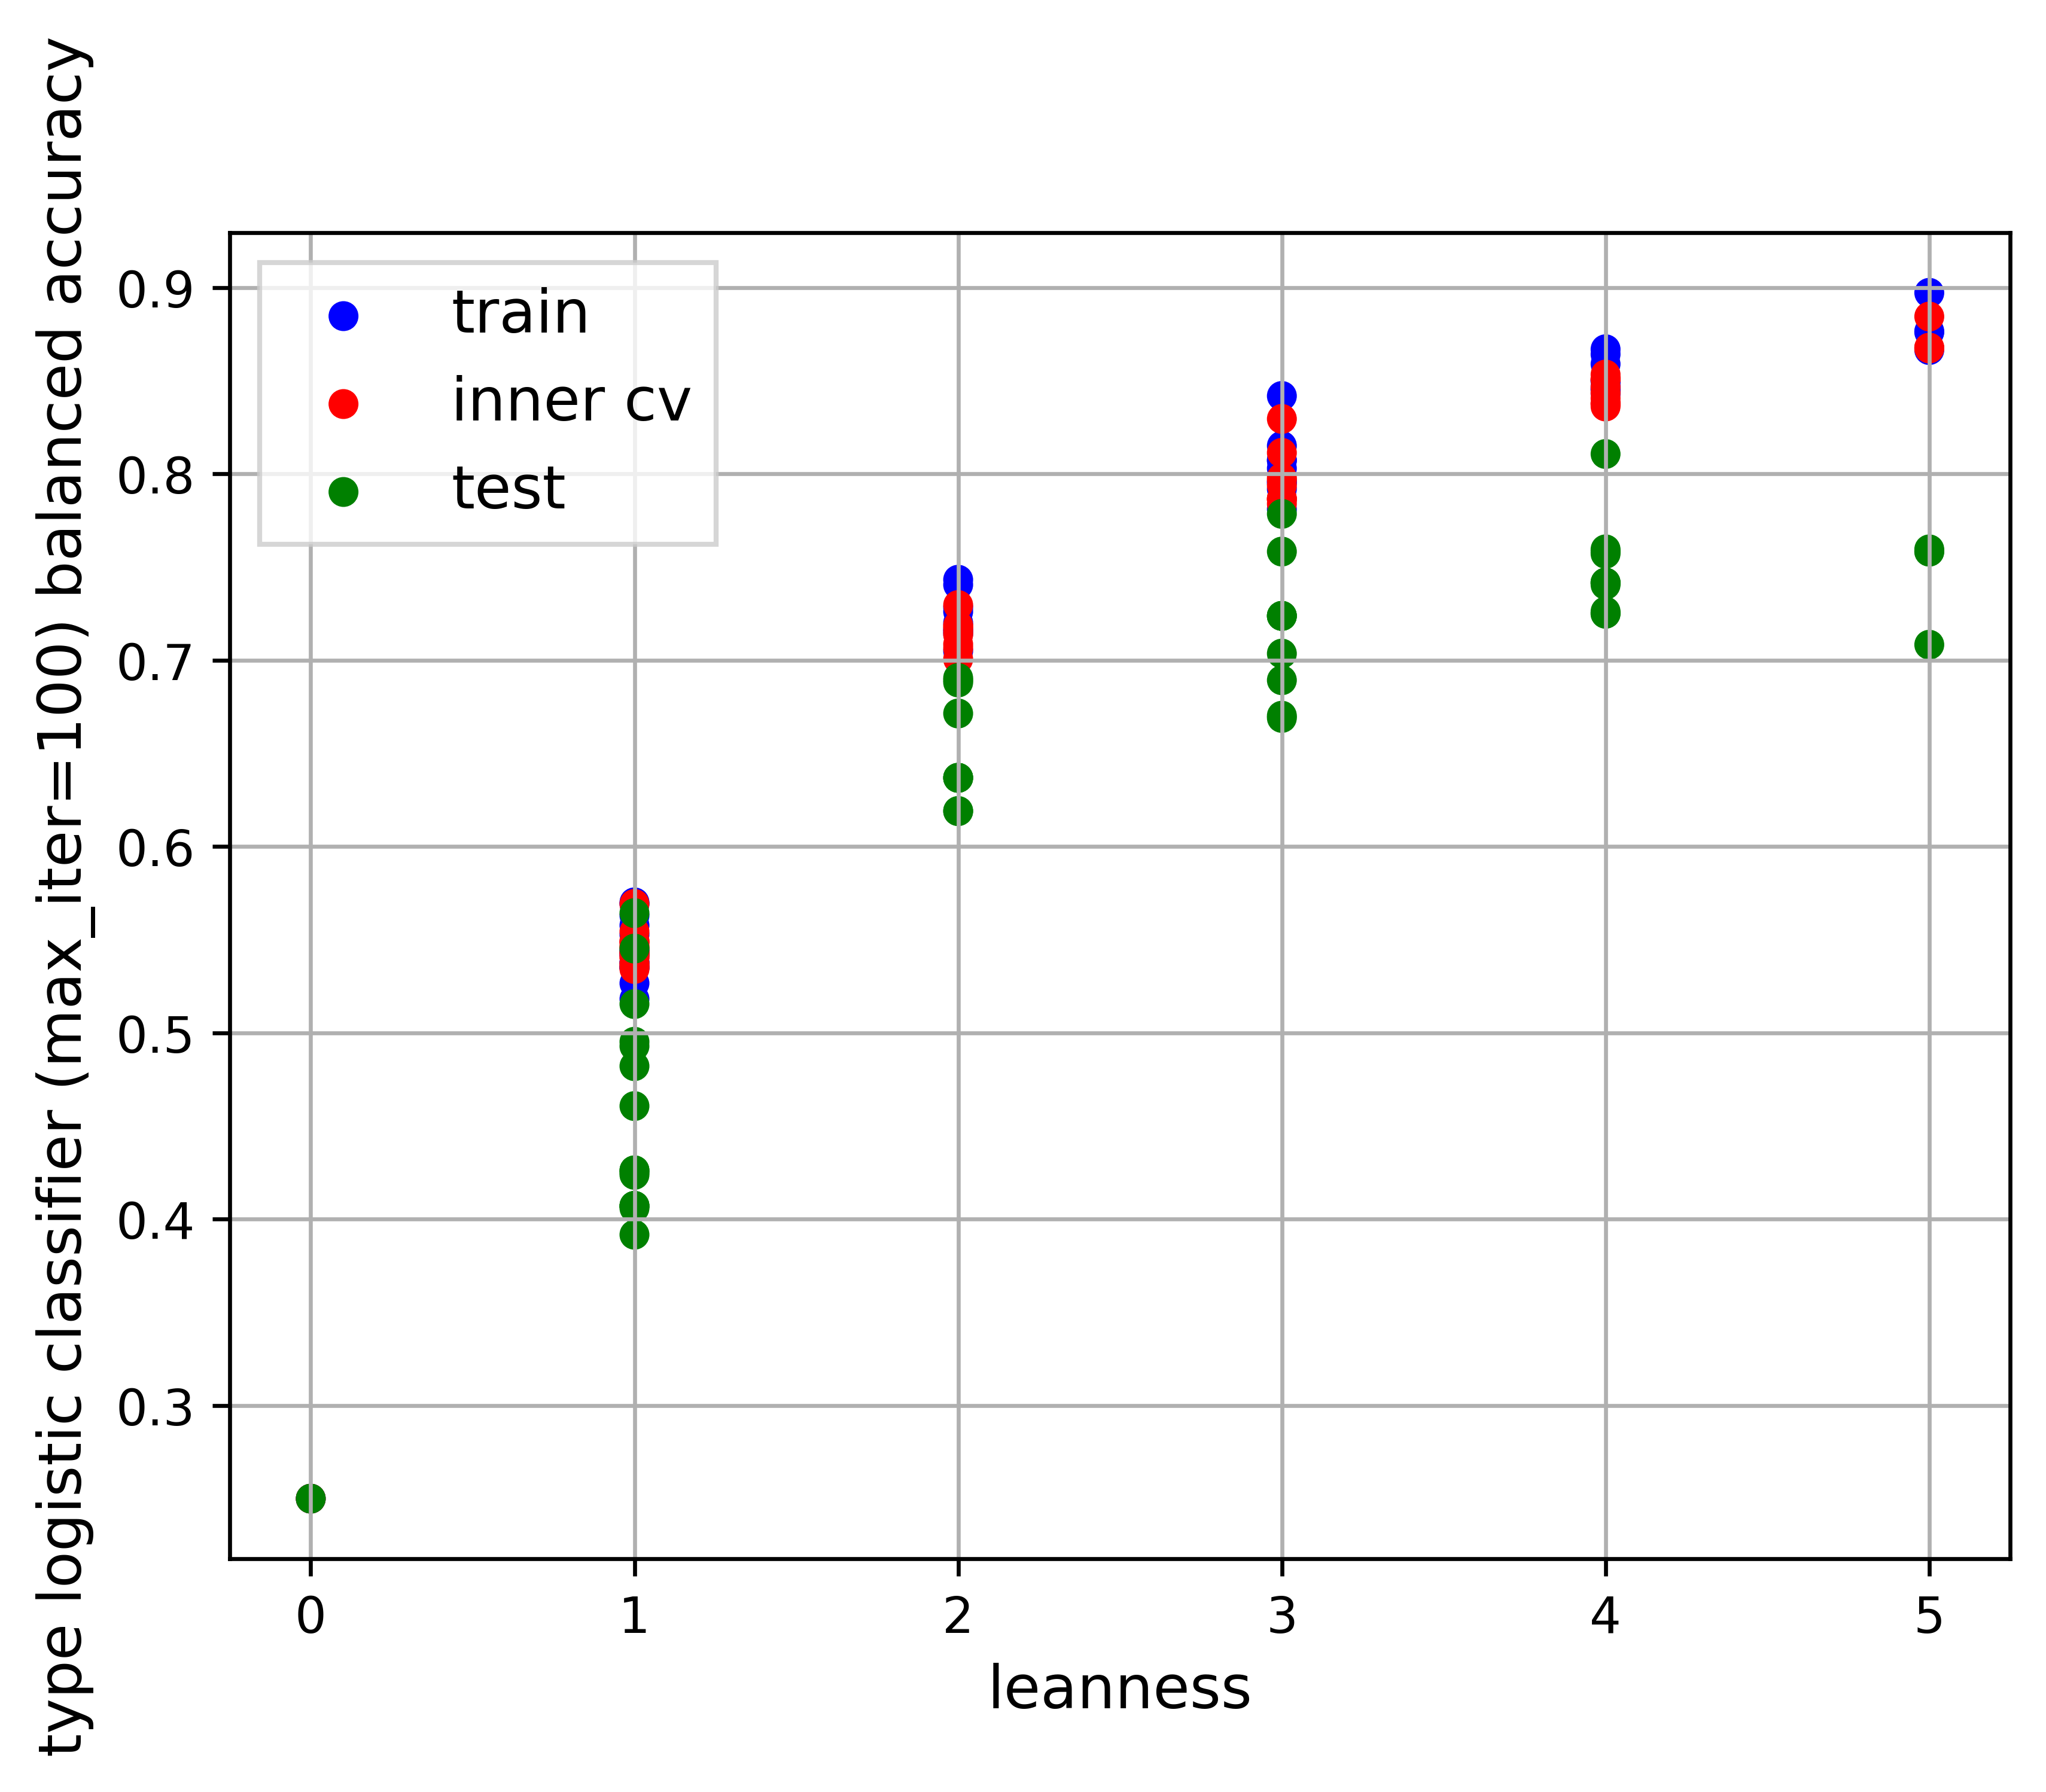 type logistic classifier (max_iter=100) balanced accuracy
0.9
0.8
0.7
0.6
0.5
0.4
0.3
train
inner cv
test
0 1 2 3 4 5
leanness